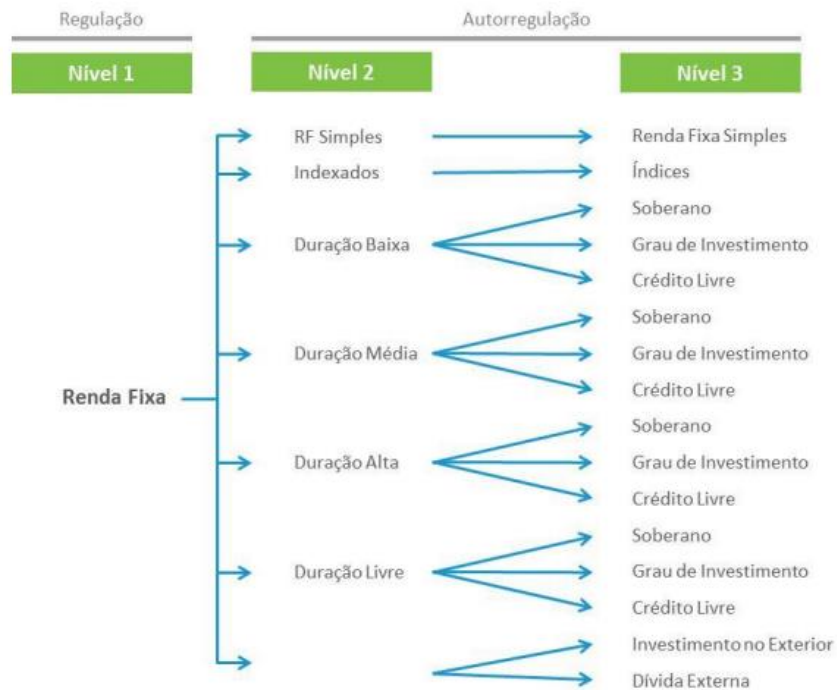 Regulação
Autorregulação
Nível 1
Nível 2
Nível 3
RF Simples
Renda Fixa Simples
Indexados
Índices
Soberano
Duração Baixa
Grau de Investimento
Crédito Livre
Soberano
Duração Média
Grau de Investimento
Crédito Livre
Renda Fixa
Soberano
Duração Alta
Grau de Investimento
Crédito Livre
Soberano
Duração Livre
Grau de Investimento
Crédito Livre
Investimento no Exterior
Dívida Externa